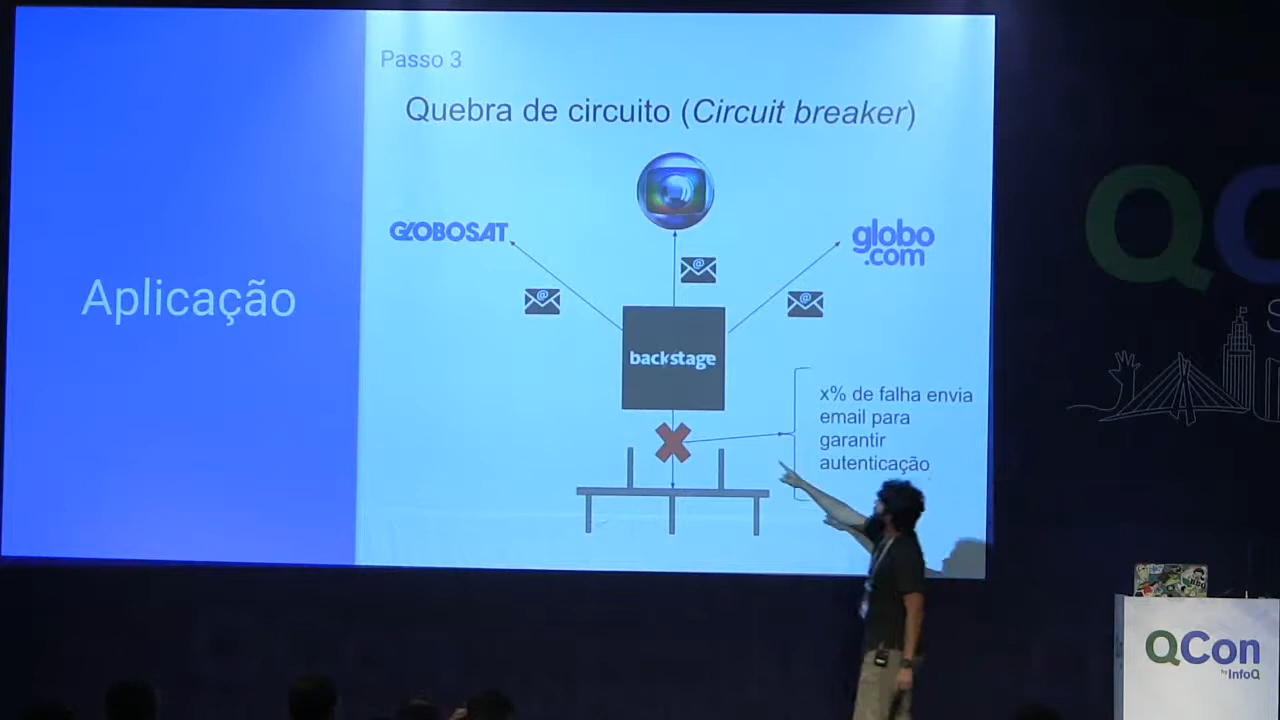 Aplicação
Passo 3
Quebra de circuito (Circuit breaker)
GLOBOSAT
globo
.com
backstage
x% de falha envia
email para
garantir
autenticação
QCon
by InfoQ